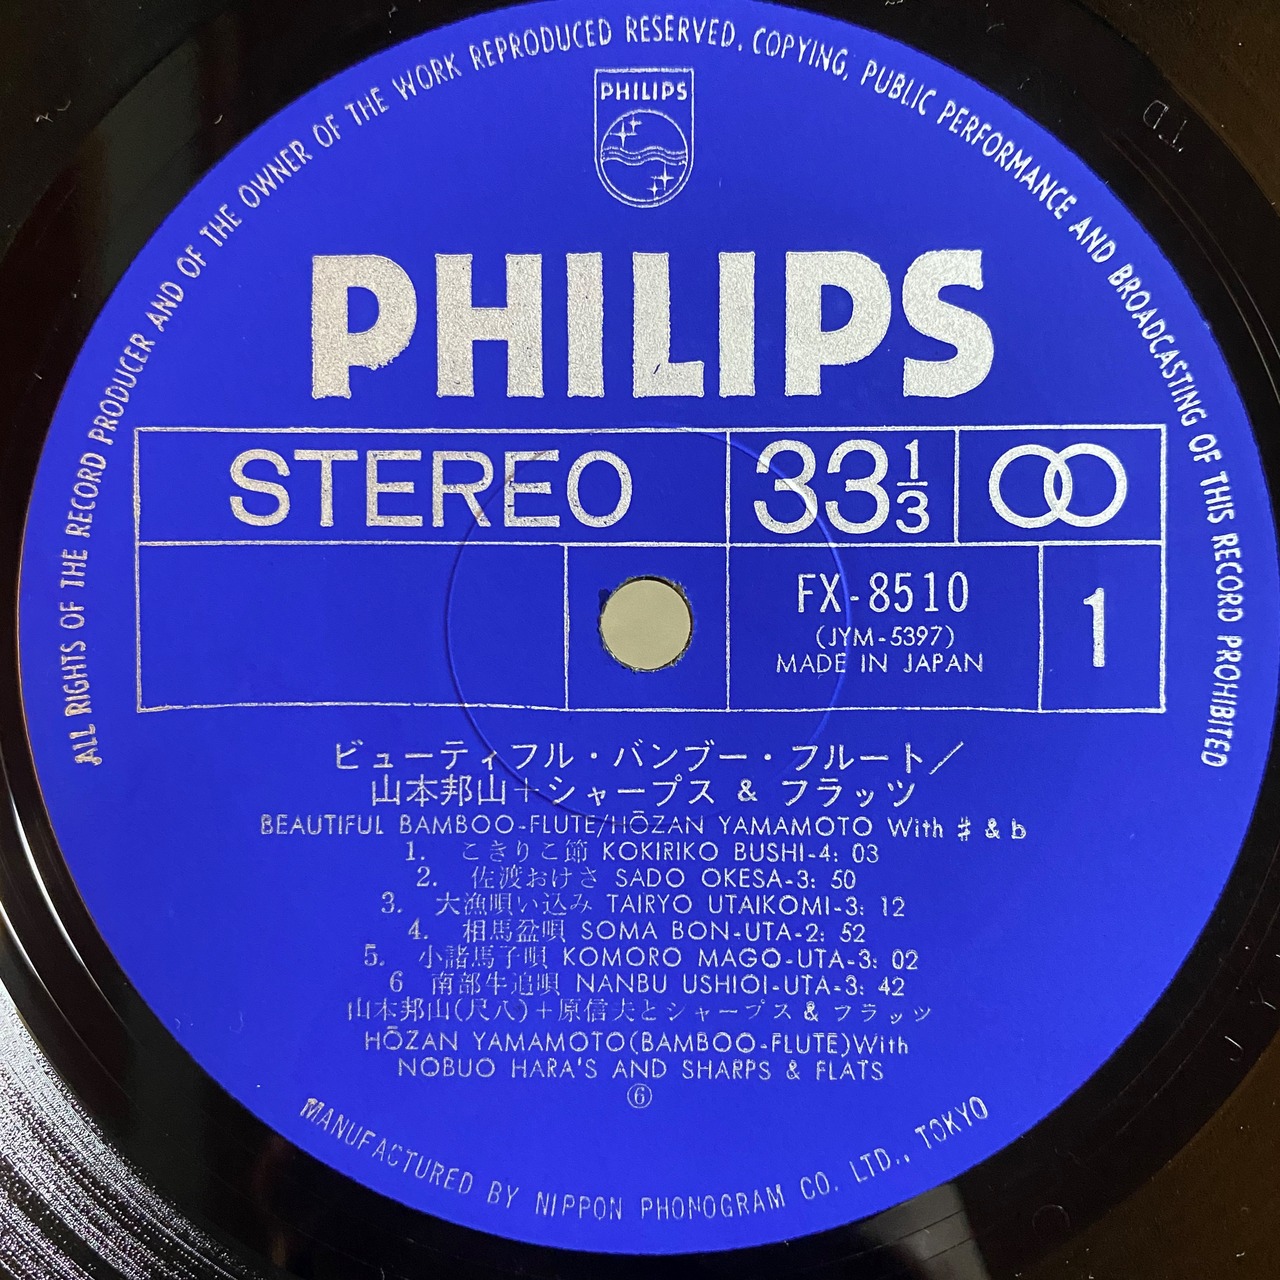 ALL RIGHTS OF THE RECORD PRODUCER AND OF THE OWNER OF THE WORK REPRODUCED RESERVED. COPYING, PUBLIC PERFORMANCE AND BROADCASTING OF THIS RECORD PROHIBITED
PHILIPS
PHILIPS
STEREO 33 1/3
FX-8510
(JYM-5397)
MADE IN JAPAN
1
ビューティフル・バンブー・フルート／
山本邦山+シャープス & フラッツ
BEAUTIFUL BAMBOO-FLUTE/HŌZAN YAMAMOTO With ♯ & b
1. こきりこ節 KOKIRIKO BUSHI-4: 03
2. 佐渡おけさ SADO OKESA-3: 50
3. 大漁唄い込み TAIRYO UTAIKOMI-3: 12
4. 相馬盆唄 SOMA BON-UTA-2: 52
5. 小諸馬子唄 KOMORO MAGO-UTA-3: 02
6 南部牛追唄 NANBU USHIOI-UTA-3: 42
山本邦山(尺八)+原信夫とシャープス & フラッツ
HŌZAN YAMAMOTO(BAMBOO-FLUTE)With
NOBUO HARA'S AND SHARPS & FLATS
⑥
MANUFACTURED BY NIPPON PHONOGRAM CO. LTD., TOKYO